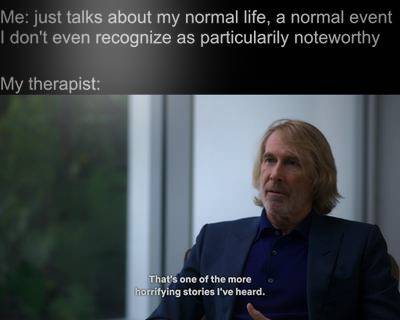 Me: just talks about my normal life, a normal event
I don't even recognize as particularily noteworthy
My therapist:
That's one of the more
horrifying stories I've heard.